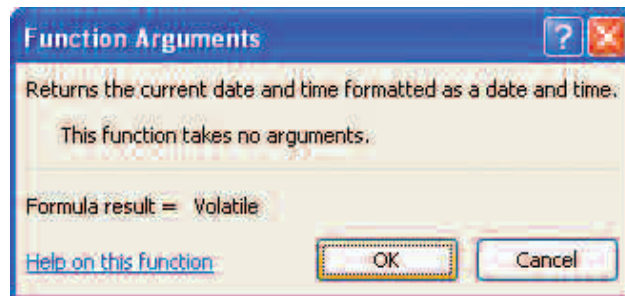 Function Arguments
Returns the current date and time formatted as a date and time.
This function takes no arguments.
Formula result = Volatile
Help on this function
OK
Cancel